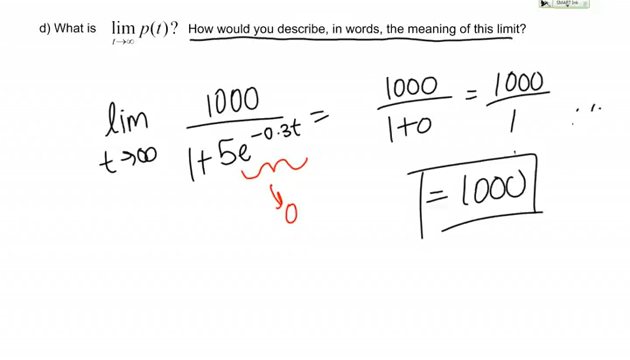 d) What is lim t→∞ p(t)? How would you describe, in words, the meaning of this limit?
lim t→∞ 1000 / (1+5e^(-0.3t)) = 1000 / (1+0) = 1000 / 1
→ 0
= 1000